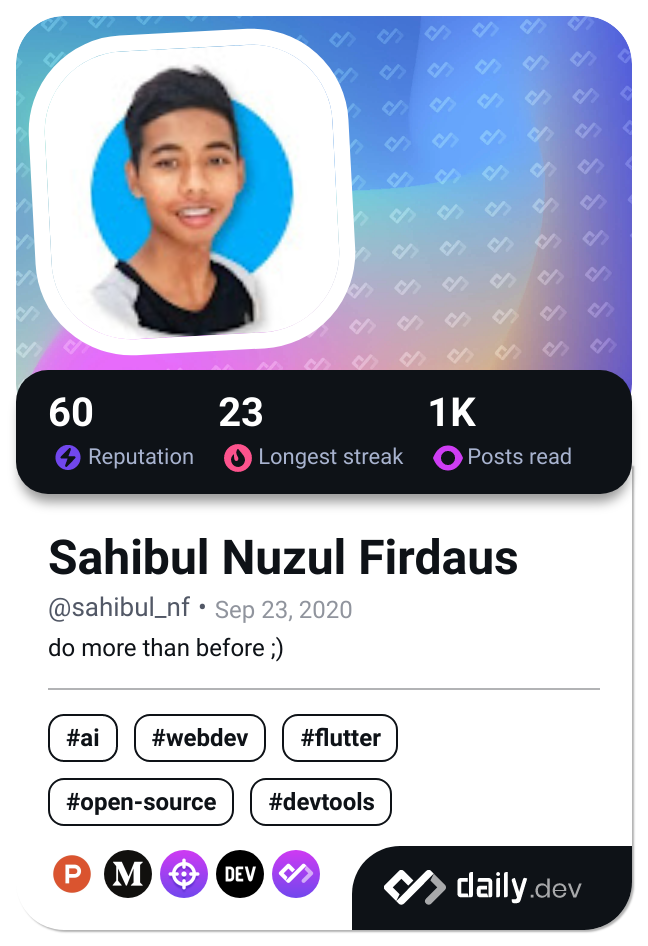 60 23 1K
Reputation Longest streak Posts read
Sahibul Nuzul Firdaus
@sahibul_nf • Sep 23, 2020
do more than before ;)
#ai #webdev #flutter
#open-source #devtools
P M DEV daily.dev